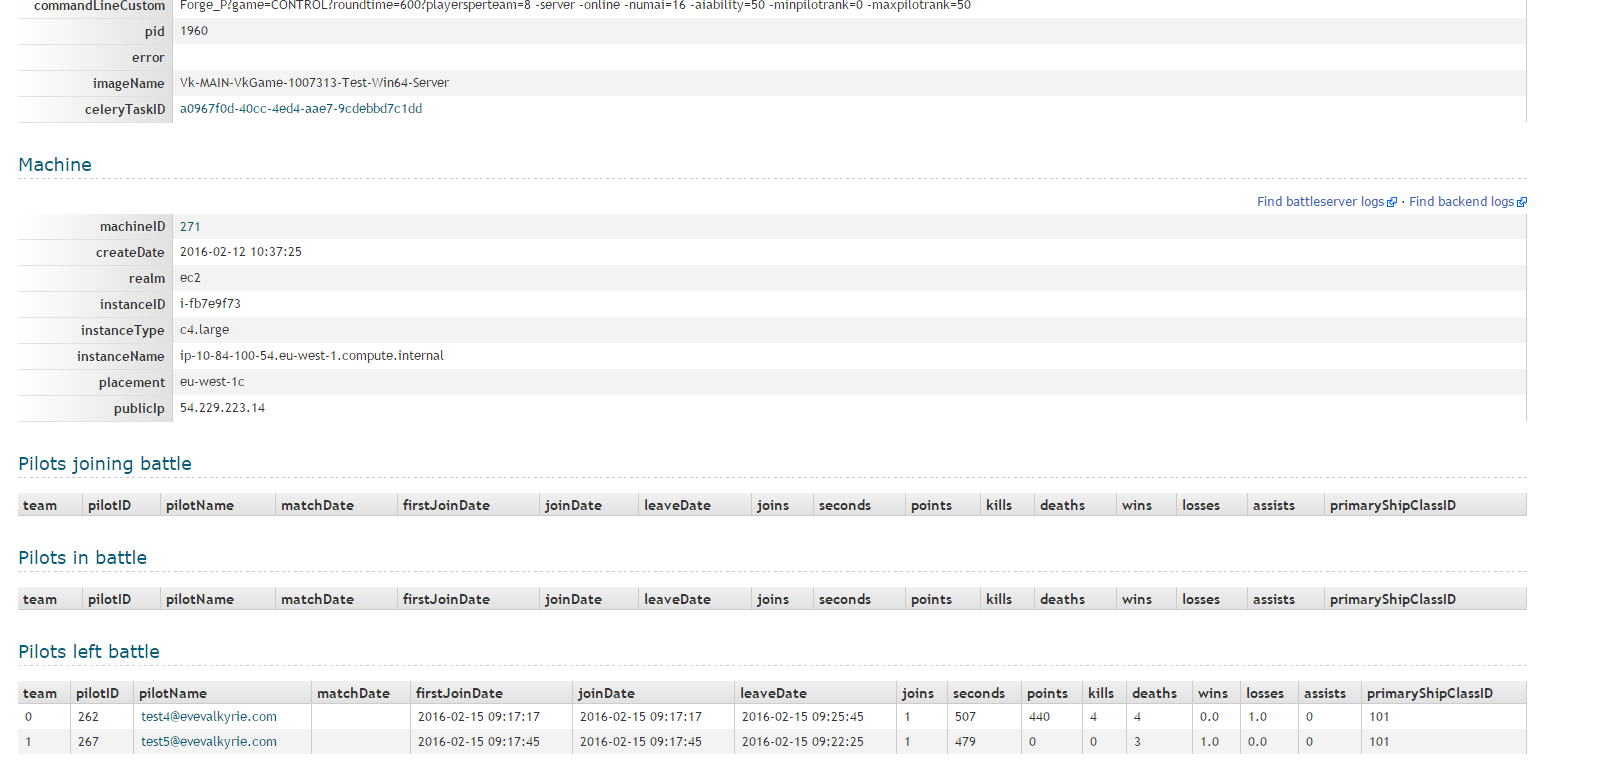 commandLineCustom Forge_P?game=CONTROL?roundtime=600?playersperteam=8 -server -online -numai=16 -aiability=50 -minpilotrank=0 -maxpilotrank=50
pid 1960
error
imageName Vk-MAIN-VkGame-1007313-Test-Win64-Server
celeryTaskID a0967f0d-40cc-4ed4-aae7-9cdebbd7c1dd
Machine
Find battleserver logs · Find backend logs
machineID 271
createDate 2016-02-12 10:37:25
realm ec2
instanceID i-fb7e9f73
instanceType c4.large
instanceName ip-10-84-100-54.eu-west-1.compute.internal
placement eu-west-1c
publicIp 54.229.223.14
Pilots joining battle
team pilotID pilotName matchDate firstJoinDate joinDate leaveDate joins seconds points kills deaths wins losses assists primaryShipClassID
Pilots in battle
team pilotID pilotName matchDate firstJoinDate joinDate leaveDate joins seconds points kills deaths wins losses assists primaryShipClassID
Pilots left battle
team pilotID pilotName matchDate firstJoinDate joinDate leaveDate joins seconds points kills deaths wins losses assists primaryShipClassID
0 262 test4@evevalkyrie.com 2016-02-15 09:17:17 2016-02-15 09:17:17 2016-02-15 09:25:45 1 507 440 4 4 0.0 1.0 0 101
1 267 test5@evevalkyrie.com 2016-02-15 09:17:45 2016-02-15 09:17:45 2016-02-15 09:22:25 1 479 0 0 3 1.0 0.0 0 101